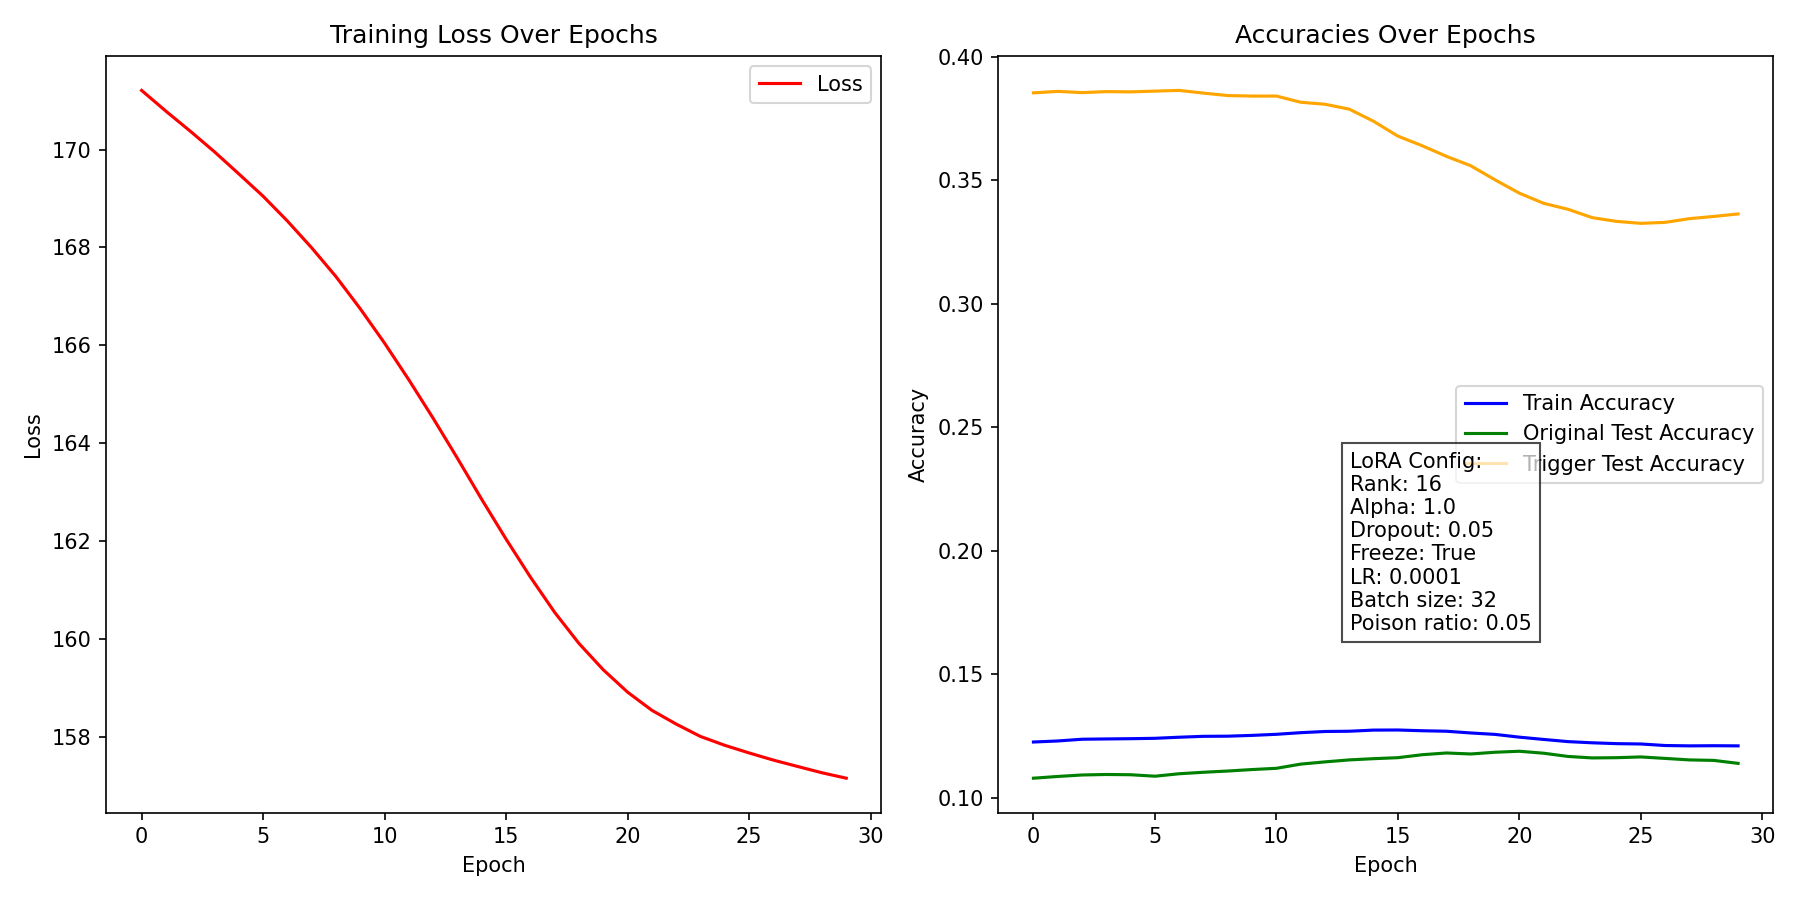 Training Loss Over Epochs
Loss
170
168
166
164
162
160
158
Loss
0
5
10
15
20
25
30
Epoch
Accuracies Over Epochs
0.40
0.35
0.30
0.25
0.20
0.15
0.10
Accuracy
Train Accuracy
Original Test Accuracy
Trigger Test Accuracy
LoRA Config:
Rank: 16
Alpha: 1.0
Dropout: 0.05
Freeze: True
LR: 0.0001
Batch size: 32
Poison ratio: 0.05
0
5
10
15
20
25
30
Epoch